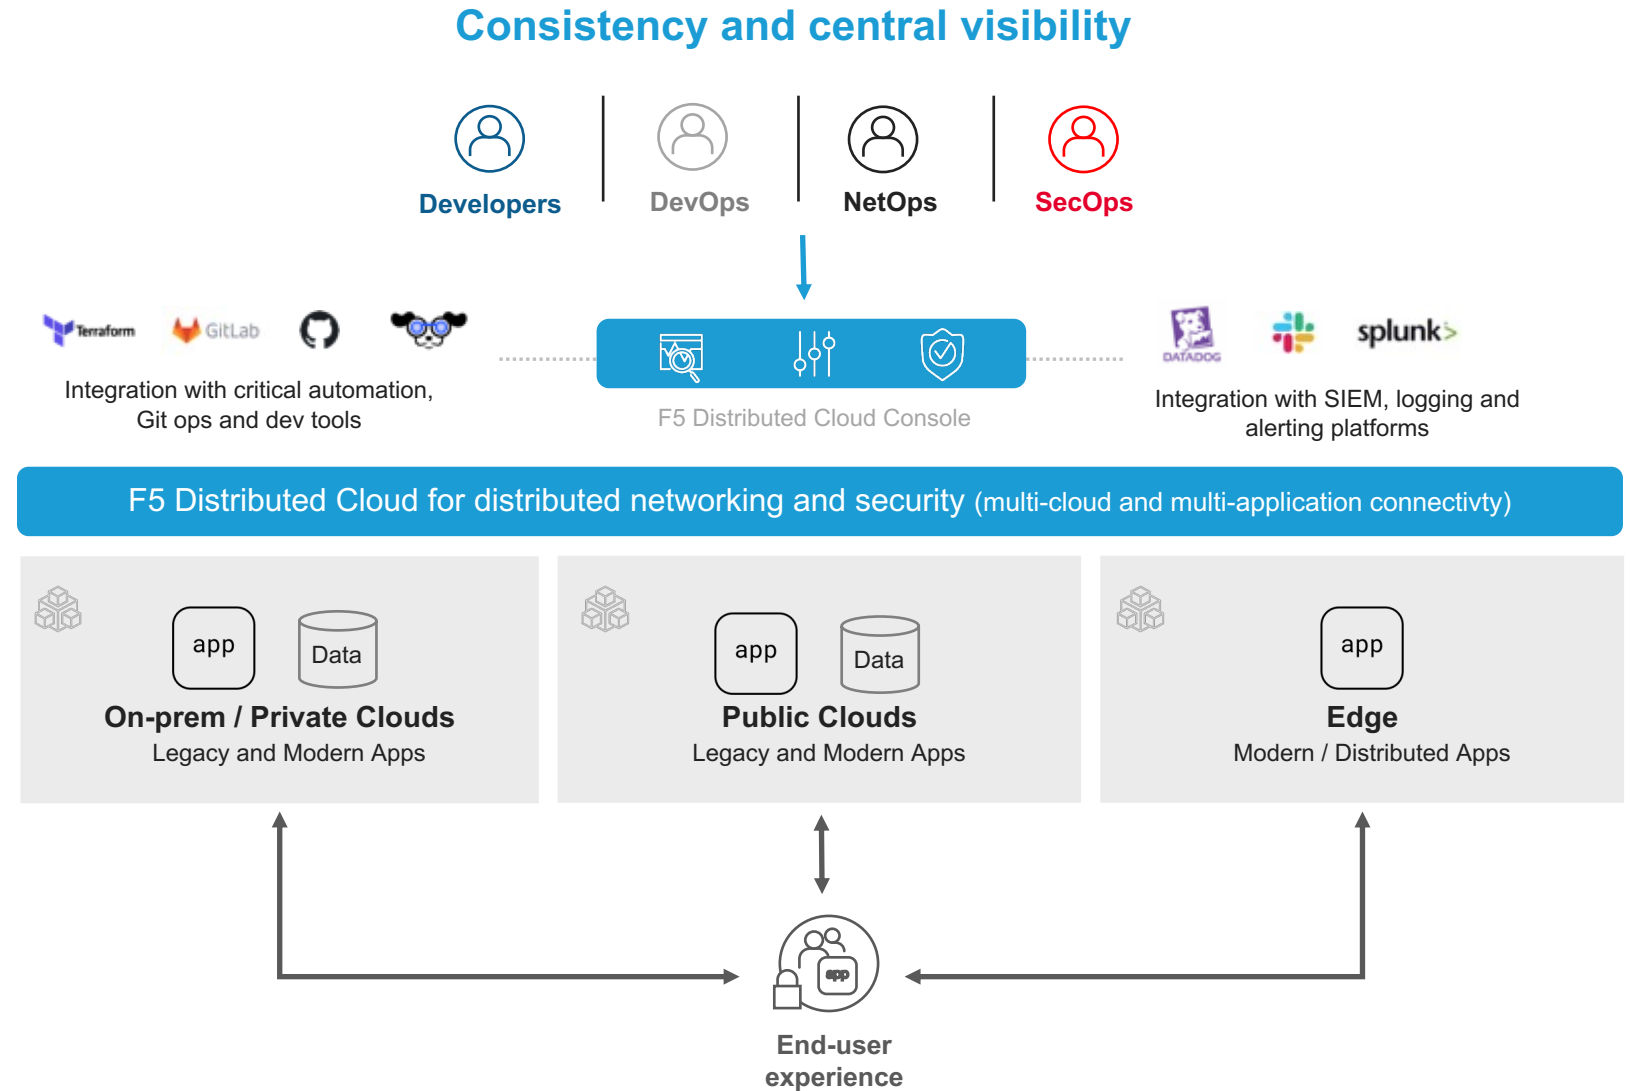 Consistency and central visibility
Developers
DevOps
NetOps
SecOps
Terraform
GitLab
DATADOG
splunk>
Integration with critical automation,
Git ops and dev tools
F5 Distributed Cloud Console
Integration with SIEM, logging and
alerting platforms
F5 Distributed Cloud for distributed networking and security (multi-cloud and multi-application connectivty)
app
Data
On-prem / Private Clouds
Legacy and Modern Apps
app
Data
Public Clouds
Legacy and Modern Apps
app
Edge
Modern / Distributed Apps
app
End-user
experience